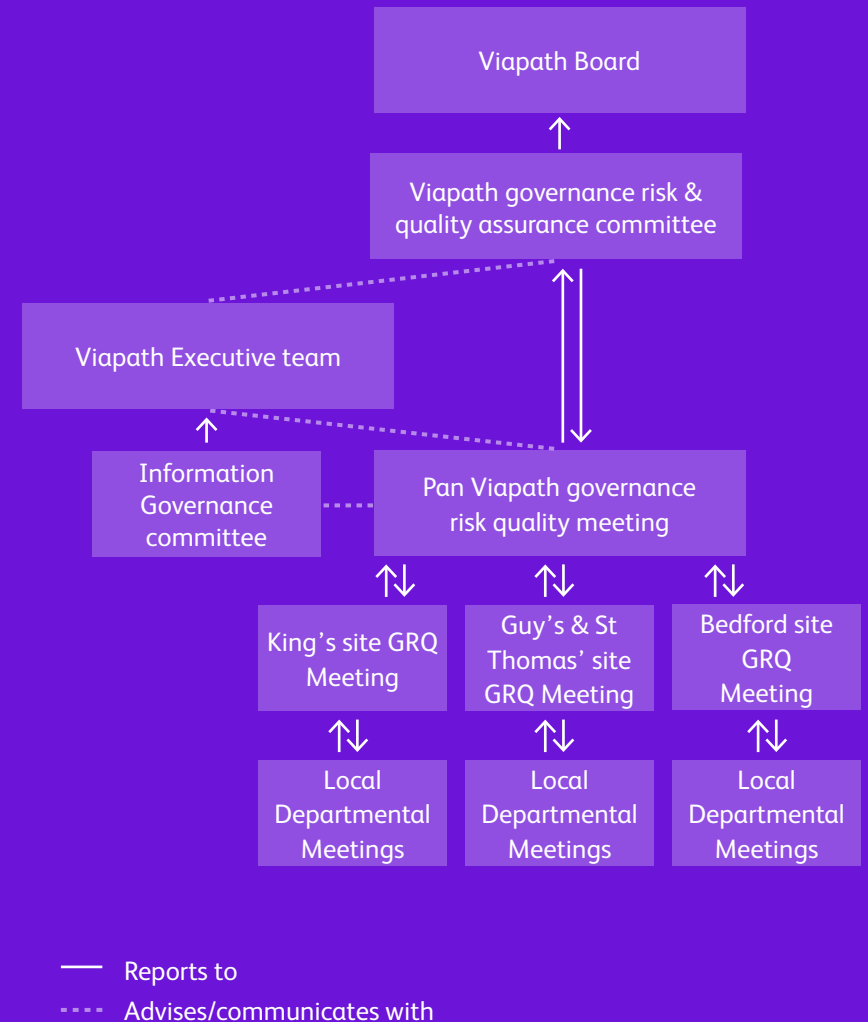 Viapath Board
Viapath governance risk &
quality assurance committee
Viapath Executive team
Information
Governance
committee
Pan Viapath governance
risk quality meeting
King’s site GRQ
Meeting
Guy’s & St
Thomas’ site
GRQ Meeting
Bedford site
GRQ
Meeting
Local
Departmental
Meetings
Local
Departmental
Meetings
Local
Departmental
Meetings
Reports to
Advises/communicates with